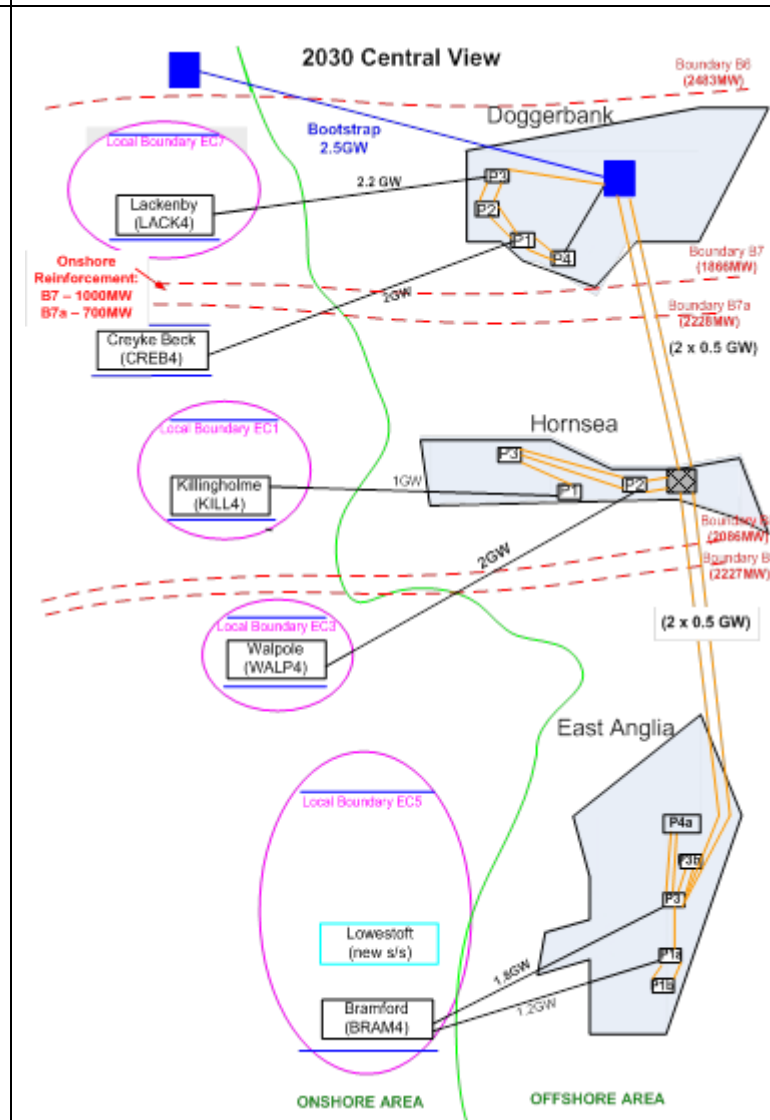 2030 Central View
Boundary B6
(2483MW)
Doggerbank
Bootstrap
2.5GW
Local Boundary EC7
2.2 GW
P3
Lackenby
(LACK4)
P2
P1
P4
Onshore
Reinforcement:
B7 – 1000MW
B7a – 700MW
Boundary B7
(1866MW)
2GW
Boundary B7a
(2228MW)
Creyke Beck
(CREB4)
(2 x 0.5 GW)
Hornsea
Local Boundary EC1
P3
Killingholme
(KILL4)
1GW
P1
P2
Boundary B
(2086MW)
Boundary B
(2227MW)
2GW
Local Boundary EC3
(2 x 0.5 GW)
Walpole
(WALP4)
East Anglia
Local Boundary EC5
P4a
P3b
P3
Lowestoft
(new s/s)
1.8GW
P1a
1.2GW
P1b
Bramford
(BRAM4)
ONSHORE AREA
OFFSHORE AREA